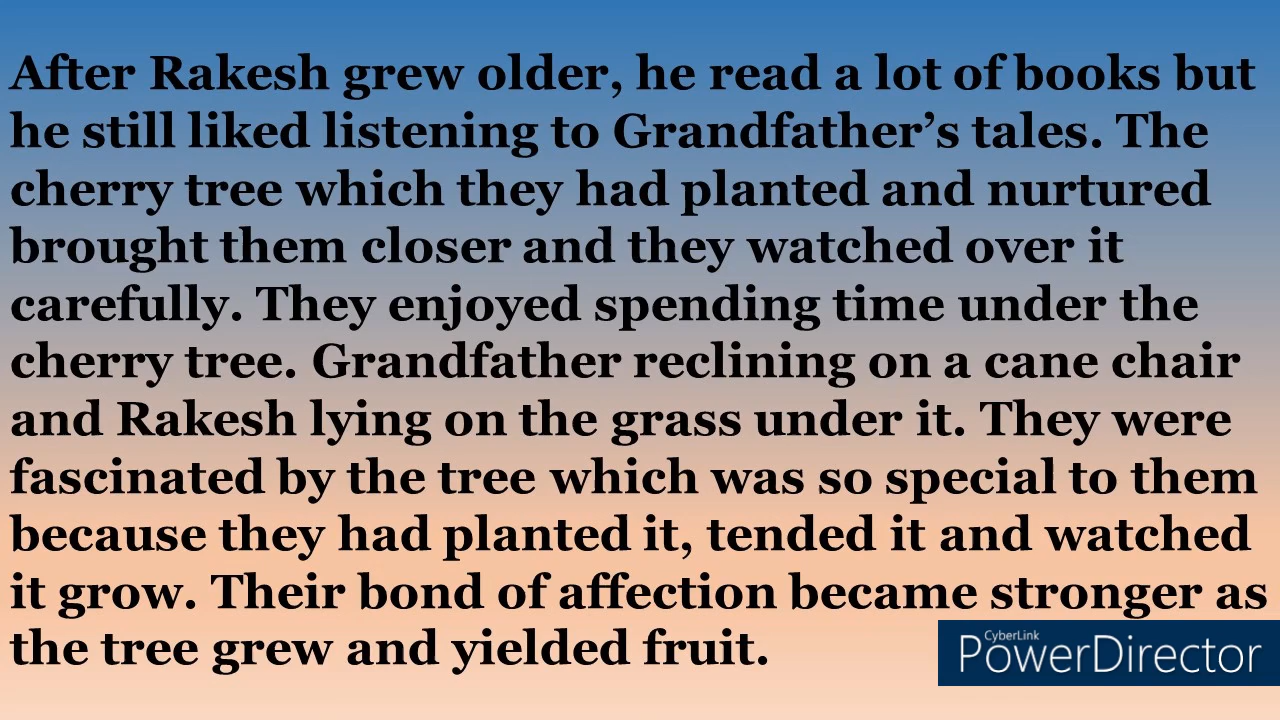 After Rakesh grew older, he read a lot of books but
he still liked listening to Grandfather’s tales. The
cherry tree which they had planted and nurtured
brought them closer and they watched over it
carefully. They enjoyed spending time under the
cherry tree. Grandfather reclining on a cane chair
and Rakesh lying on the grass under it. They were
fascinated by the tree which was so special to them
because they had planted it, tended it and watched
it grow. Their bond of affection became stronger as
the tree grew and yielded fruit.
CyberLink
PowerDirector